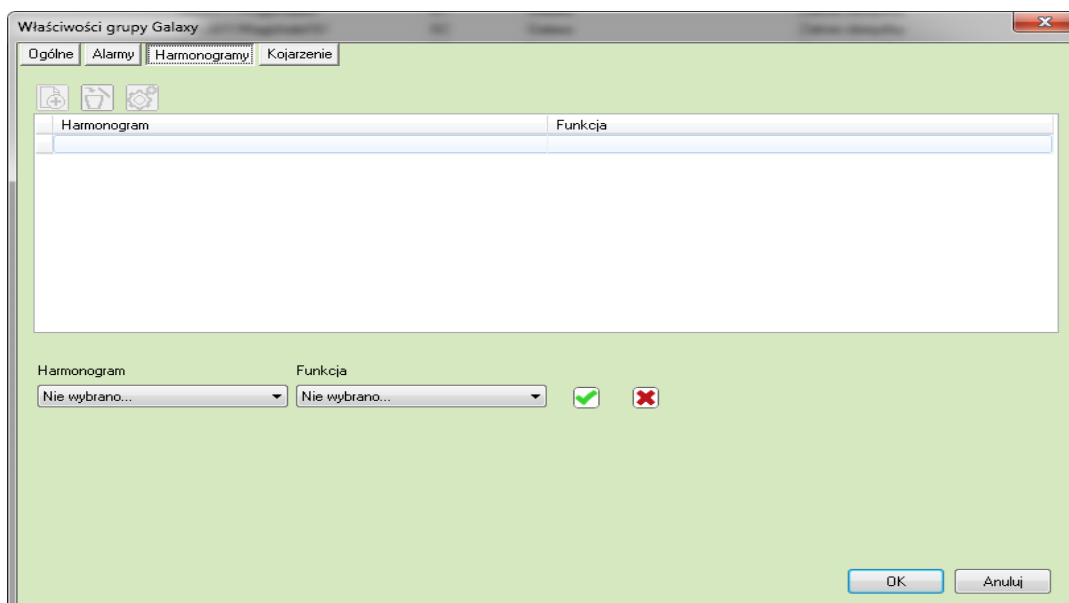 Właściwości grupy Galaxy
Ogólne Alarmy Harmonogramy Kojarzenie
Harmonogram Funkcja
Harmonogram Funkcja
Nie wybrano... Nie wybrano...
OK Anuluj